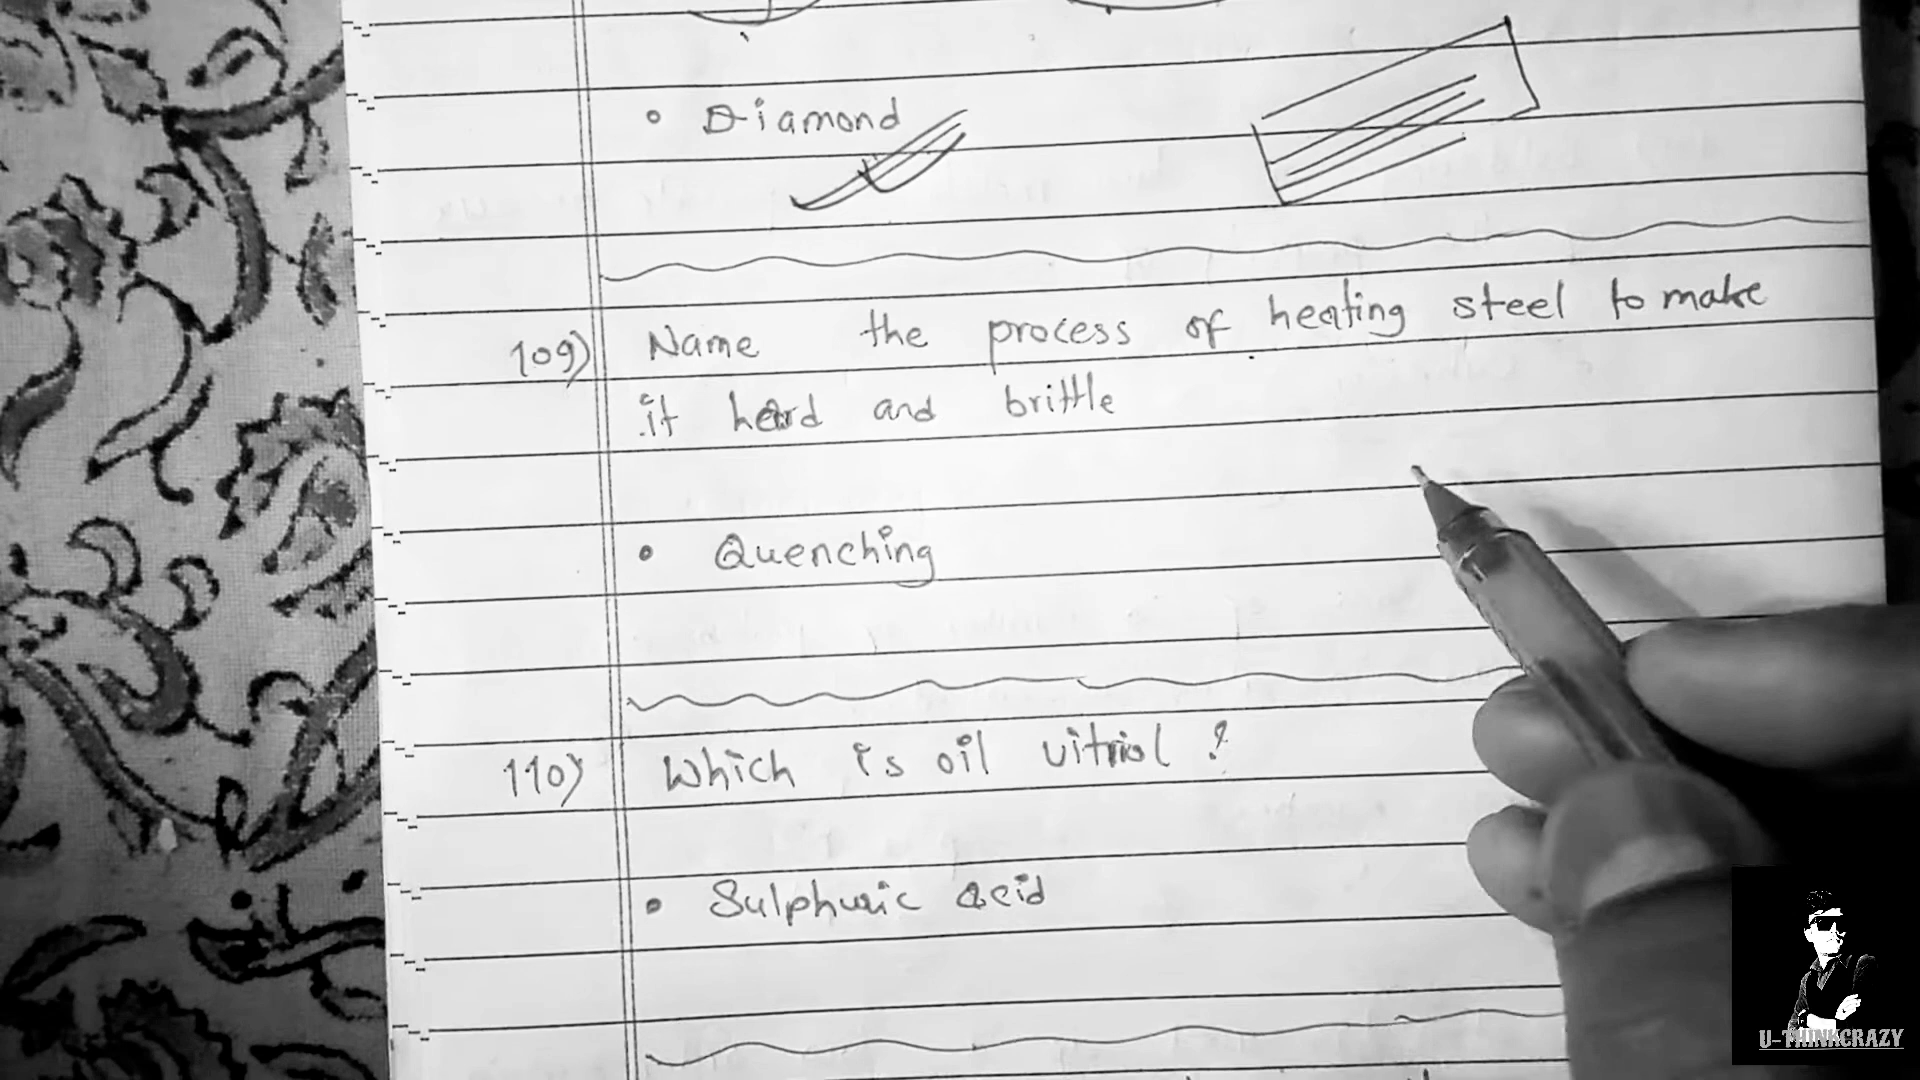 • Diamond
109) Name the process of heating steel to make
it hard and brittle
• Quenching
110) Which is oil vitriol ?
• Sulphuric acid
U-THINKCRAZY